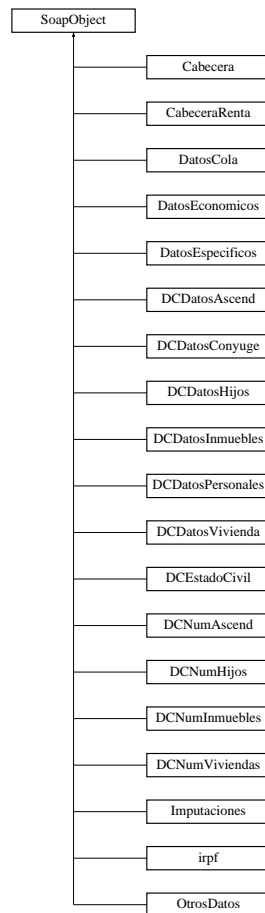 SoapObject
Cabecera
CabeceraRenta
DatosCola
DatosEconomicos
DatosEspecificos
DCDatosAscend
DCDatosConyuge
DCDatosHijos
DCDatosInmuebles
DCDatosPersonales
DCDatosVivienda
DCEstadoCivil
DCNumAscend
DCNumHijos
DCNumInmuebles
DCNumViviendas
Imputaciones
irpf
OtrosDatos